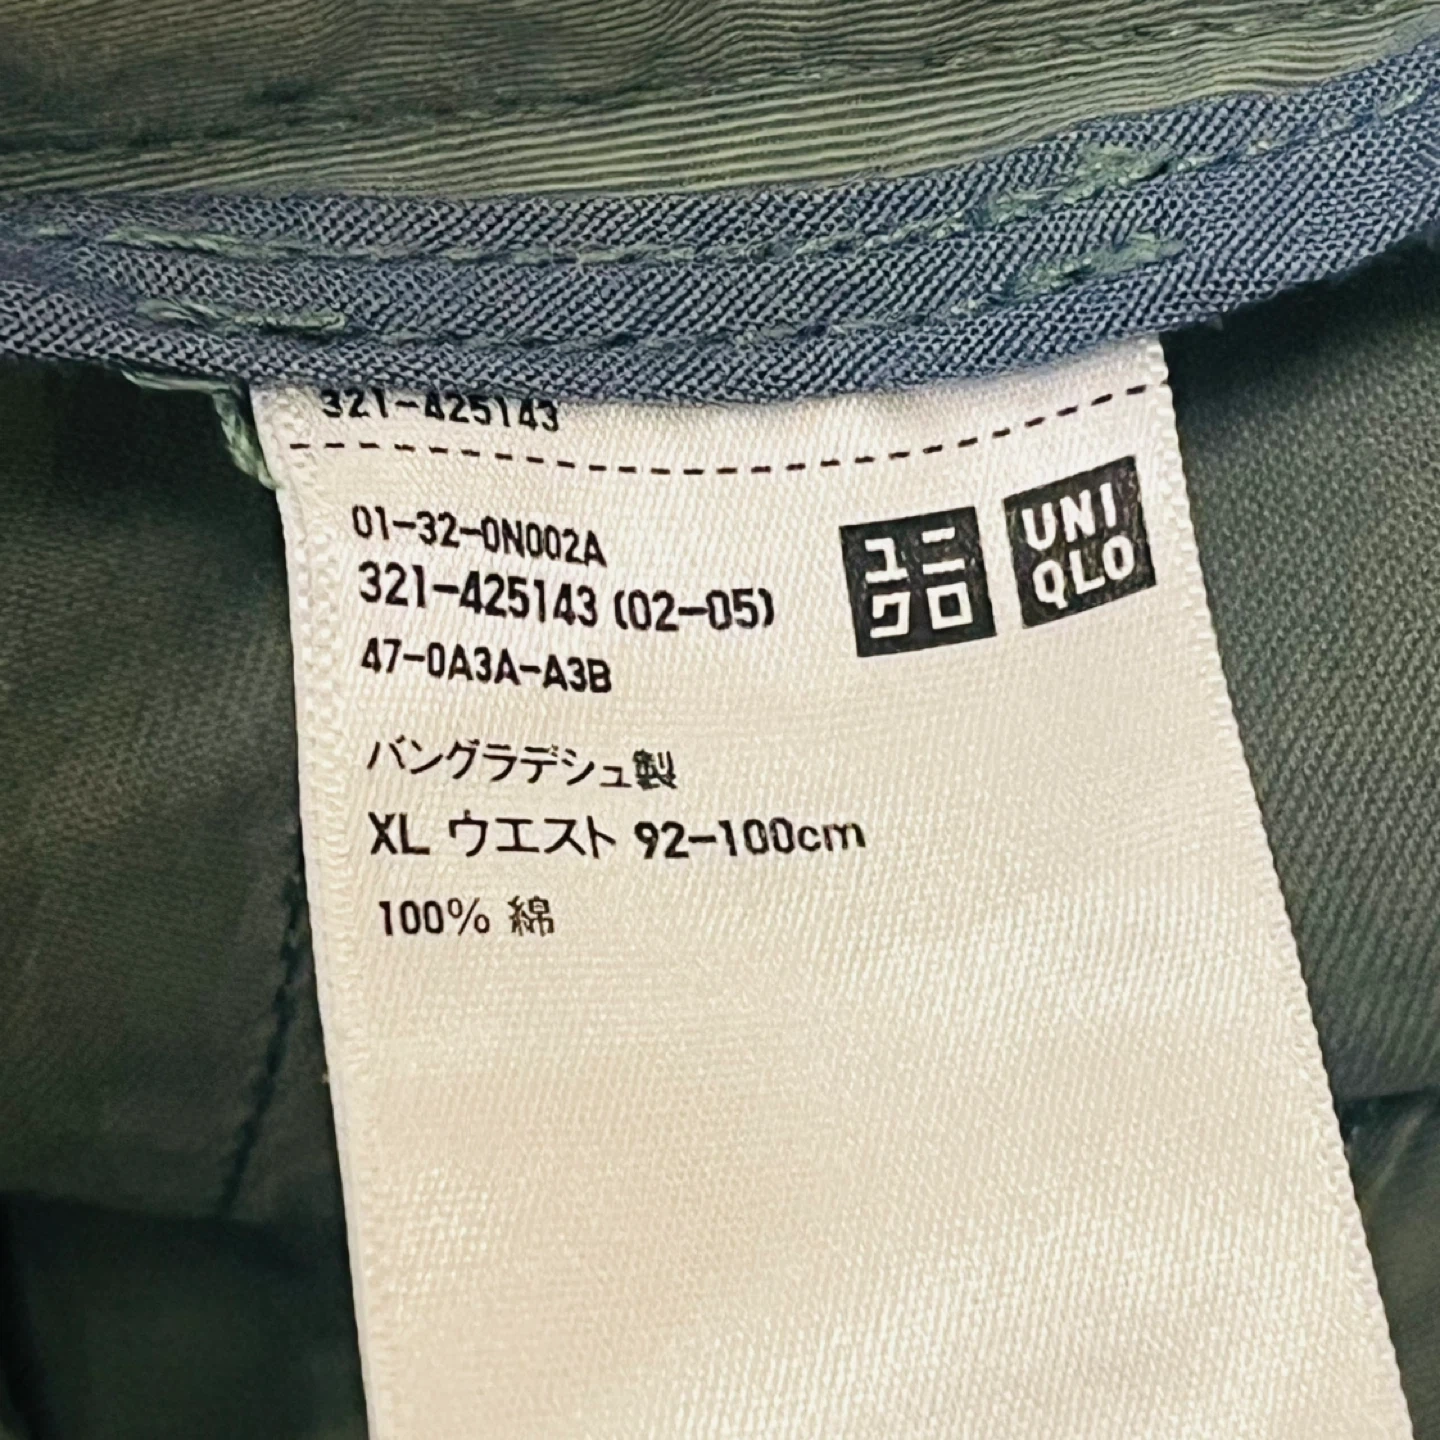 321-425143
01-32-0N002A
321-425143 (02-05)
47-0A3A-A3B
ユニ
クロ
UNI
QLO
バングラデシュ製
XL ウエスト 92-100cm
100% 綿